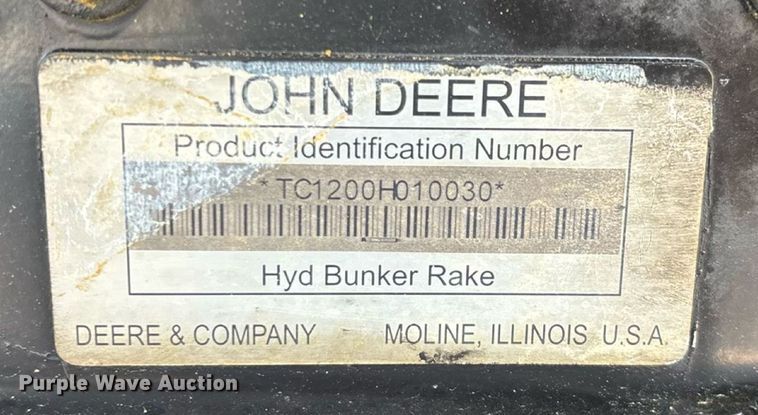 JOHN DEERE
Product Identification Number
*TC1200H010030*
Hyd Bunker Rake
DEERE & COMPANY MOLINE, ILLINOIS U.S.A.
Purple Wave Auction